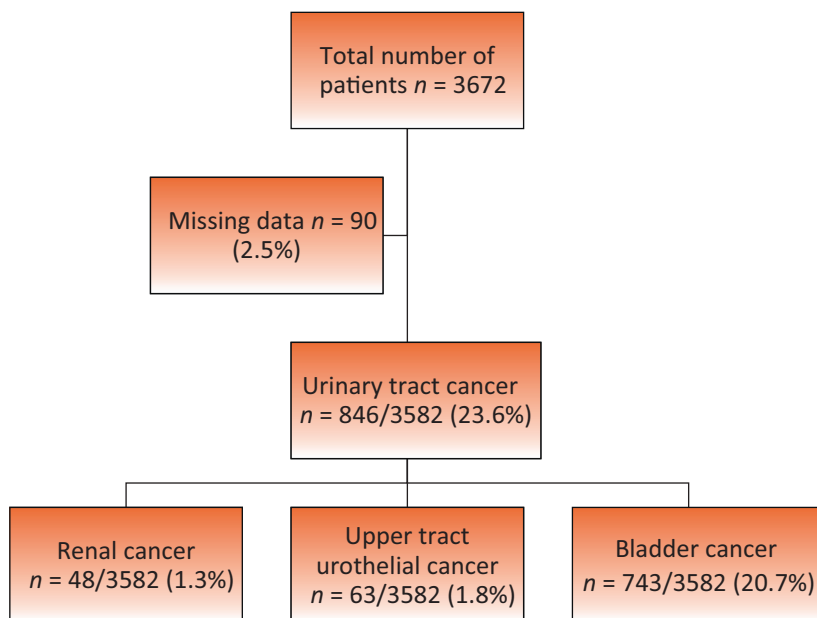 Total number of
patients n = 3672
Missing data n = 90
(2.5%)
Urinary tract cancer
n = 846/3582 (23.6%)
Renal cancer
n = 48/3582 (1.3%)
Upper tract
urothelial cancer
n = 63/3582 (1.8%)
Bladder cancer
n = 743/3582 (20.7%)